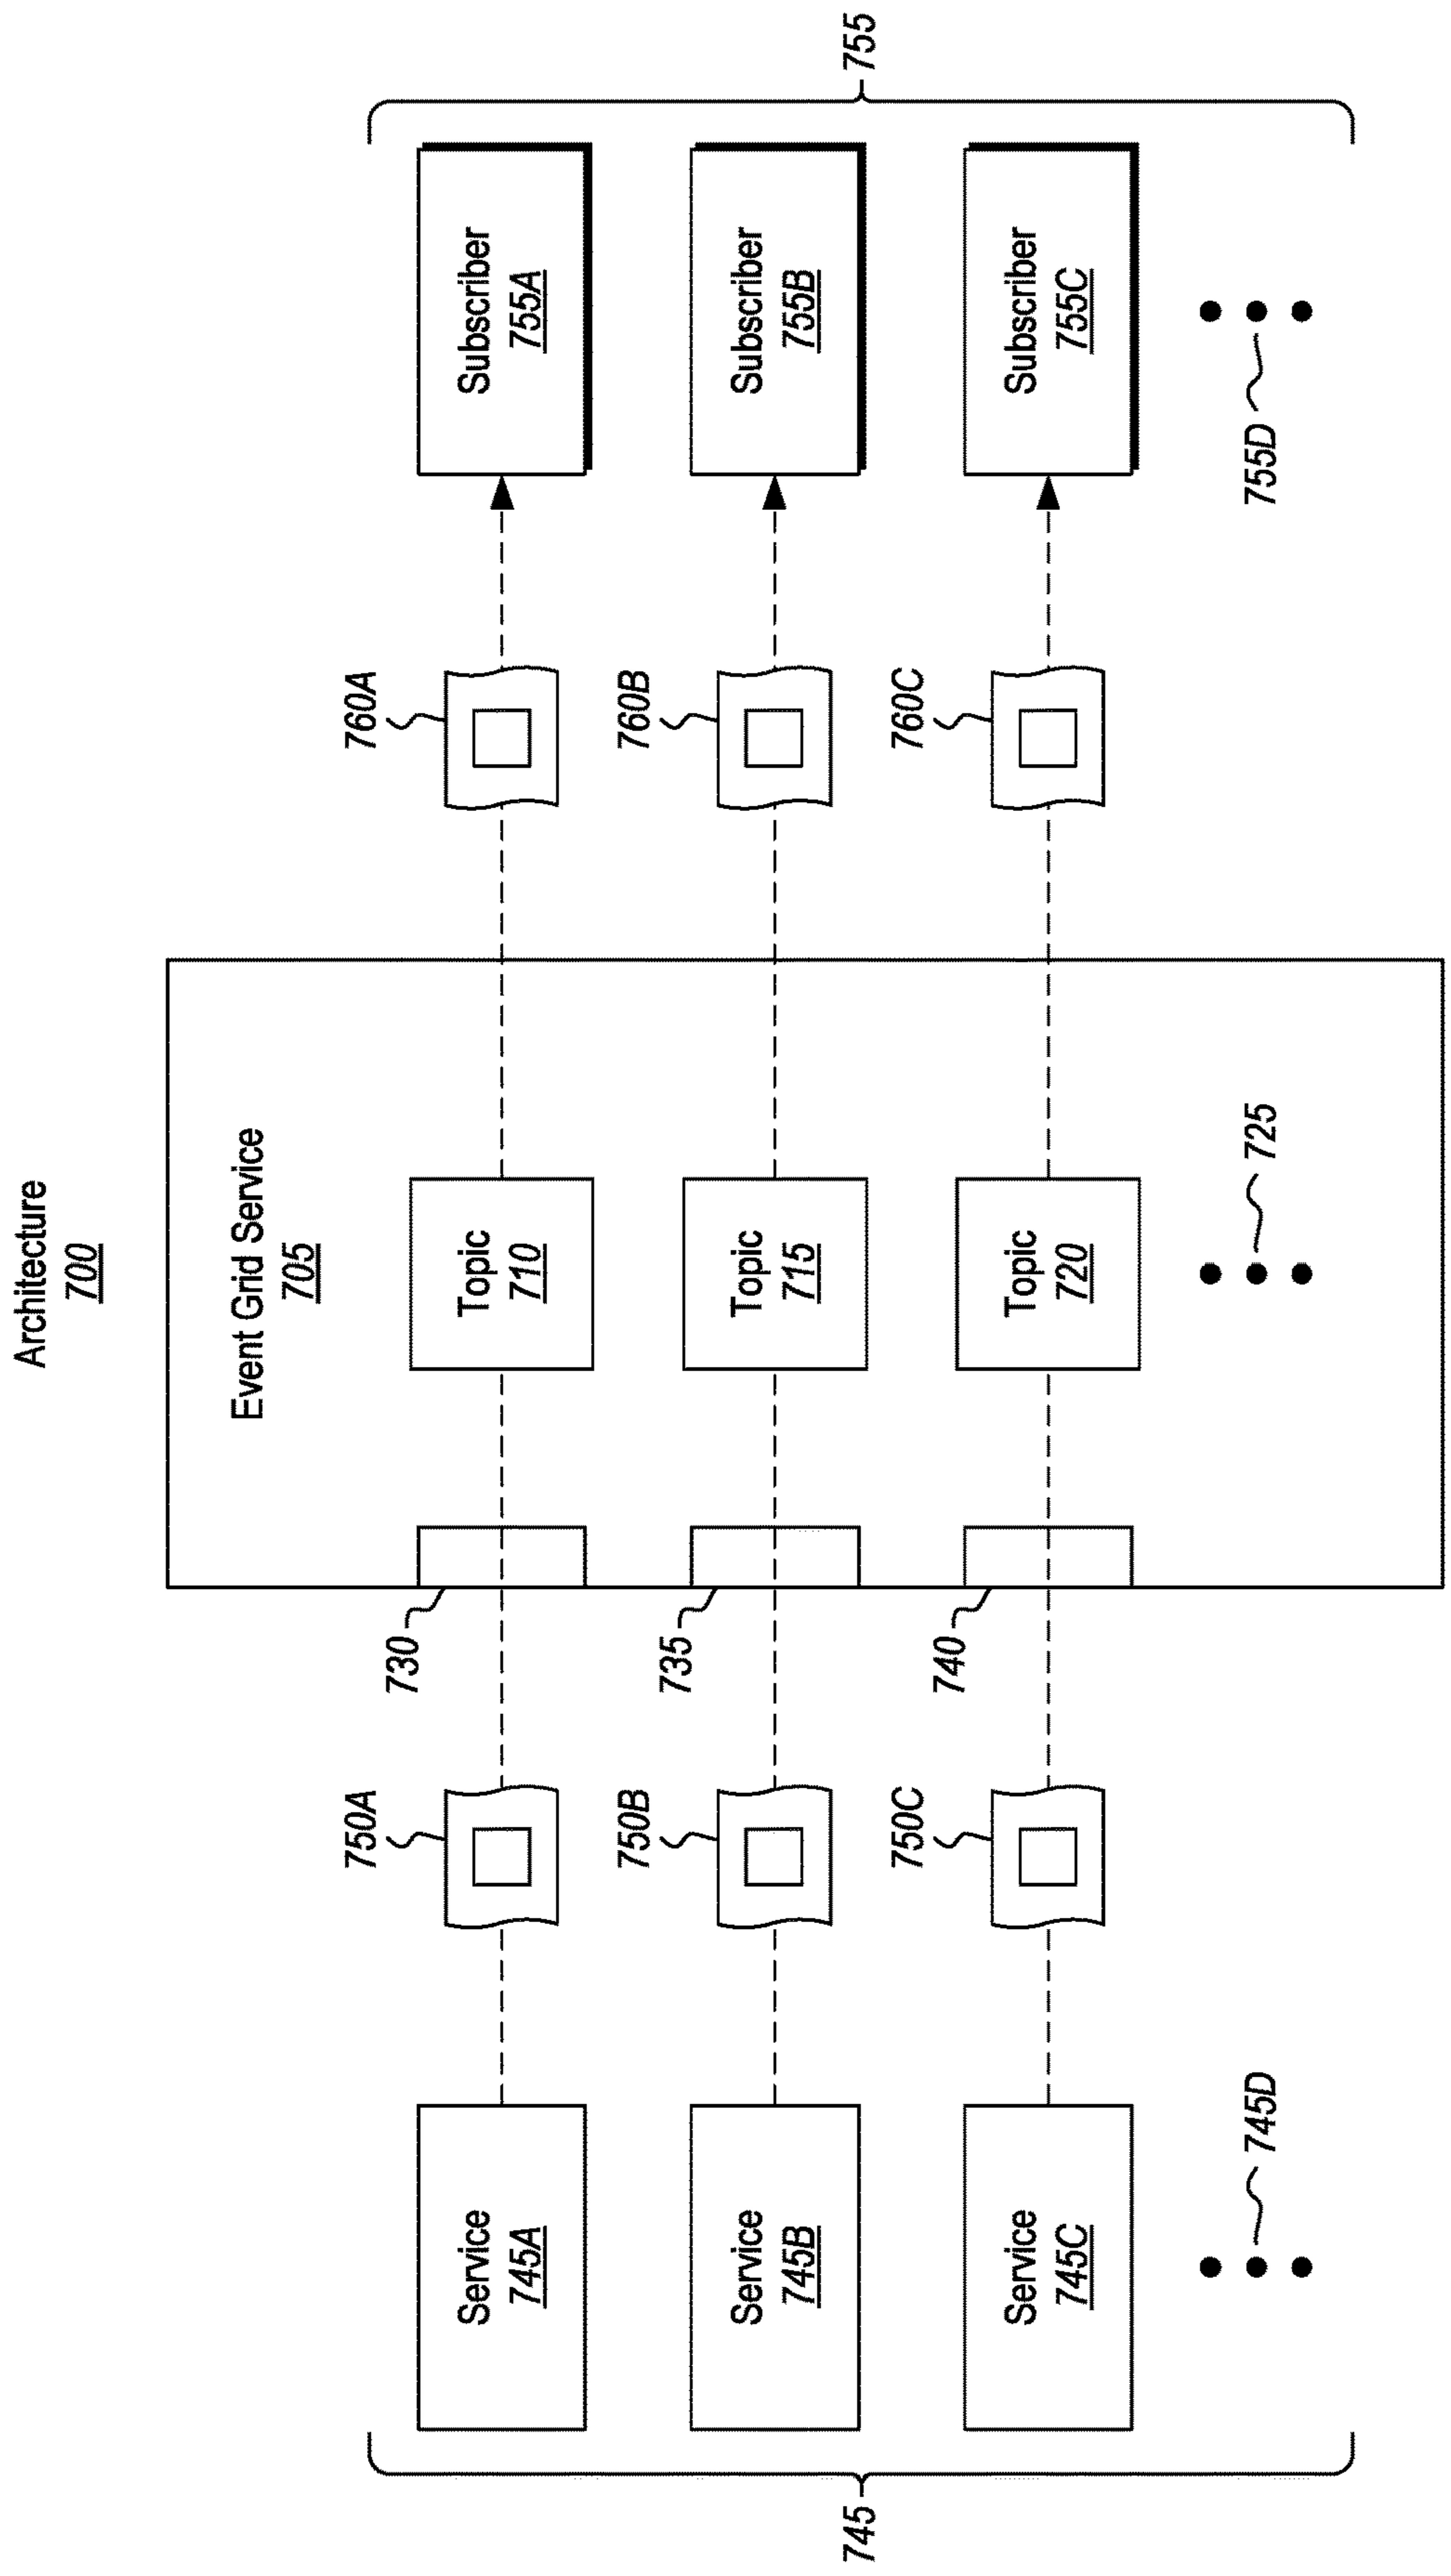 Architecture
700
Event Grid Service
705
745
Service
745A
750A
730
Topic
710
760A
Subscriber
755A
755
Service
745B
750B
735
Topic
715
760B
Subscriber
755B
Service
745C
750C
740
Topic
720
760C
Subscriber
755C
745D
725
755D